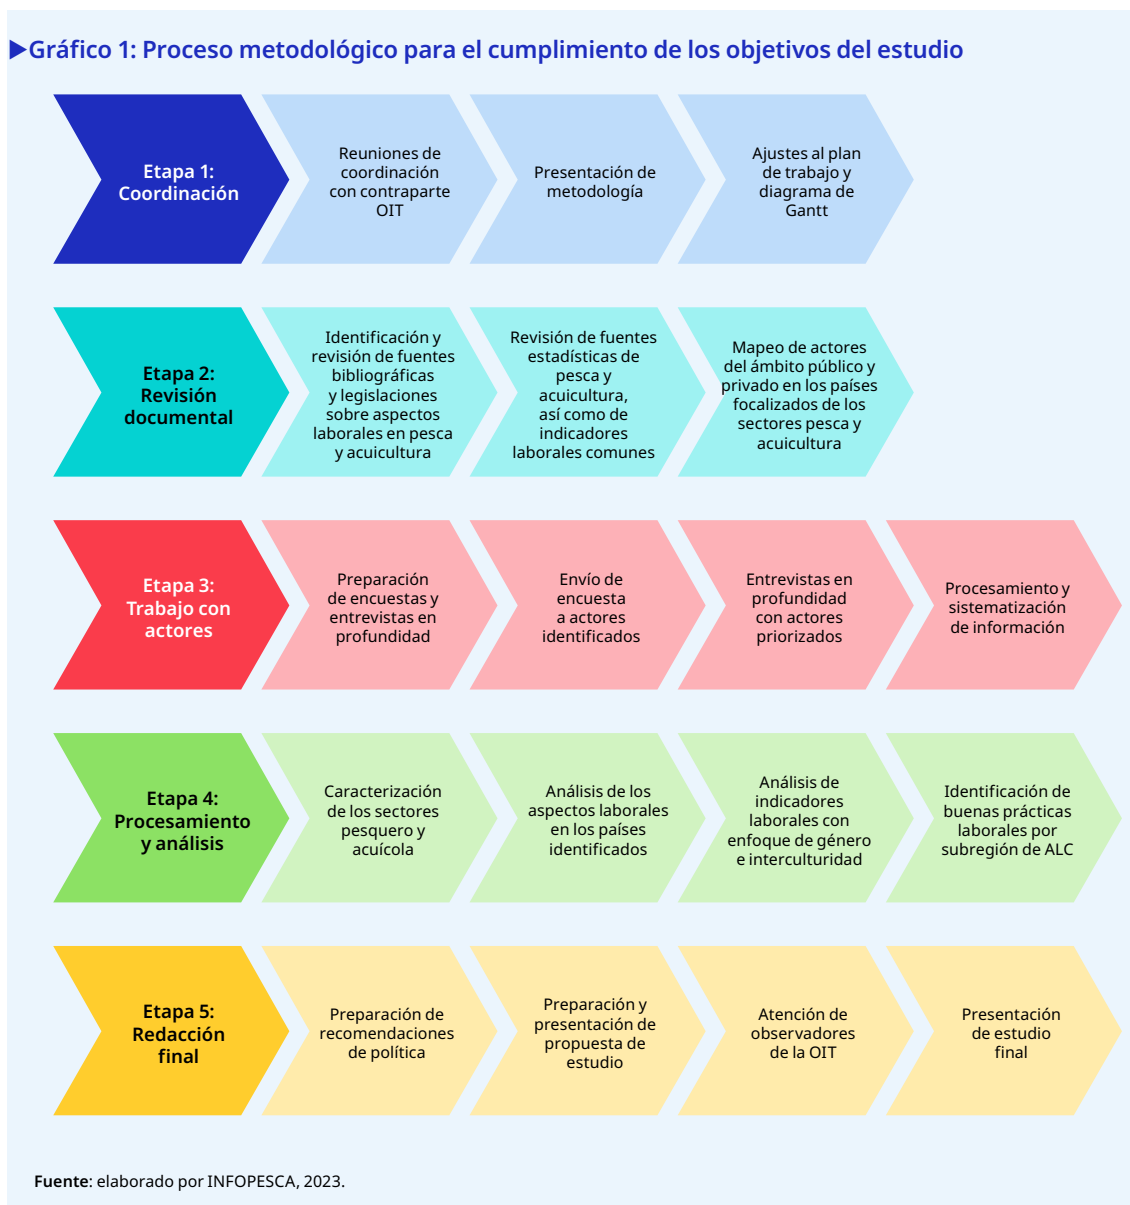 ▶Gráfico 1: Proceso metodológico para el cumplimiento de los objetivos del estudio
Etapa 1:
Coordinación
Reuniones de
coordinación
con contraparte
OIT
Presentación de
metodología
Ajustes al plan
de trabajo y
diagrama de
Gantt
Etapa 2:
Revisión
documental
Identificación y
revisión de fuentes
bibliográficas
y legislaciones
sobre aspectos
laborales en pesca
y acuicultura
Revisión de fuentes
estadísticas de
pesca y
acuicultura,
así como de
indicadores
laborales comunes
Mapeo de actores
del ámbito público y
privado en los países
focalizados de los
sectores pesca y
acuicultura
Etapa 3:
Trabajo con
actores
Preparación
de encuestas y
entrevistas en
profundidad
Envío de
encuesta
a actores
identificados
Entrevistas en
profundidad
con actores
priorizados
Procesamiento y
sistematización
de información
Etapa 4:
Procesamiento
y análisis
Caracterización
de los sectores
pesquero y
acuícola
Análisis de los
aspectos laborales
en los países
identificados
Análisis de
indicadores
laborales con
enfoque de género
e interculturidad
Identificación de
buenas prácticas
laborales por
subregión de ALC
Etapa 5:
Redacción
final
Preparación de
recomendaciones
de política
Preparación y
presentación de
propuesta de
estudio
Atención de
observadores
de la OIT
Presentación
de estudio
final
Fuente: elaborado por INFOPESCA, 2023.